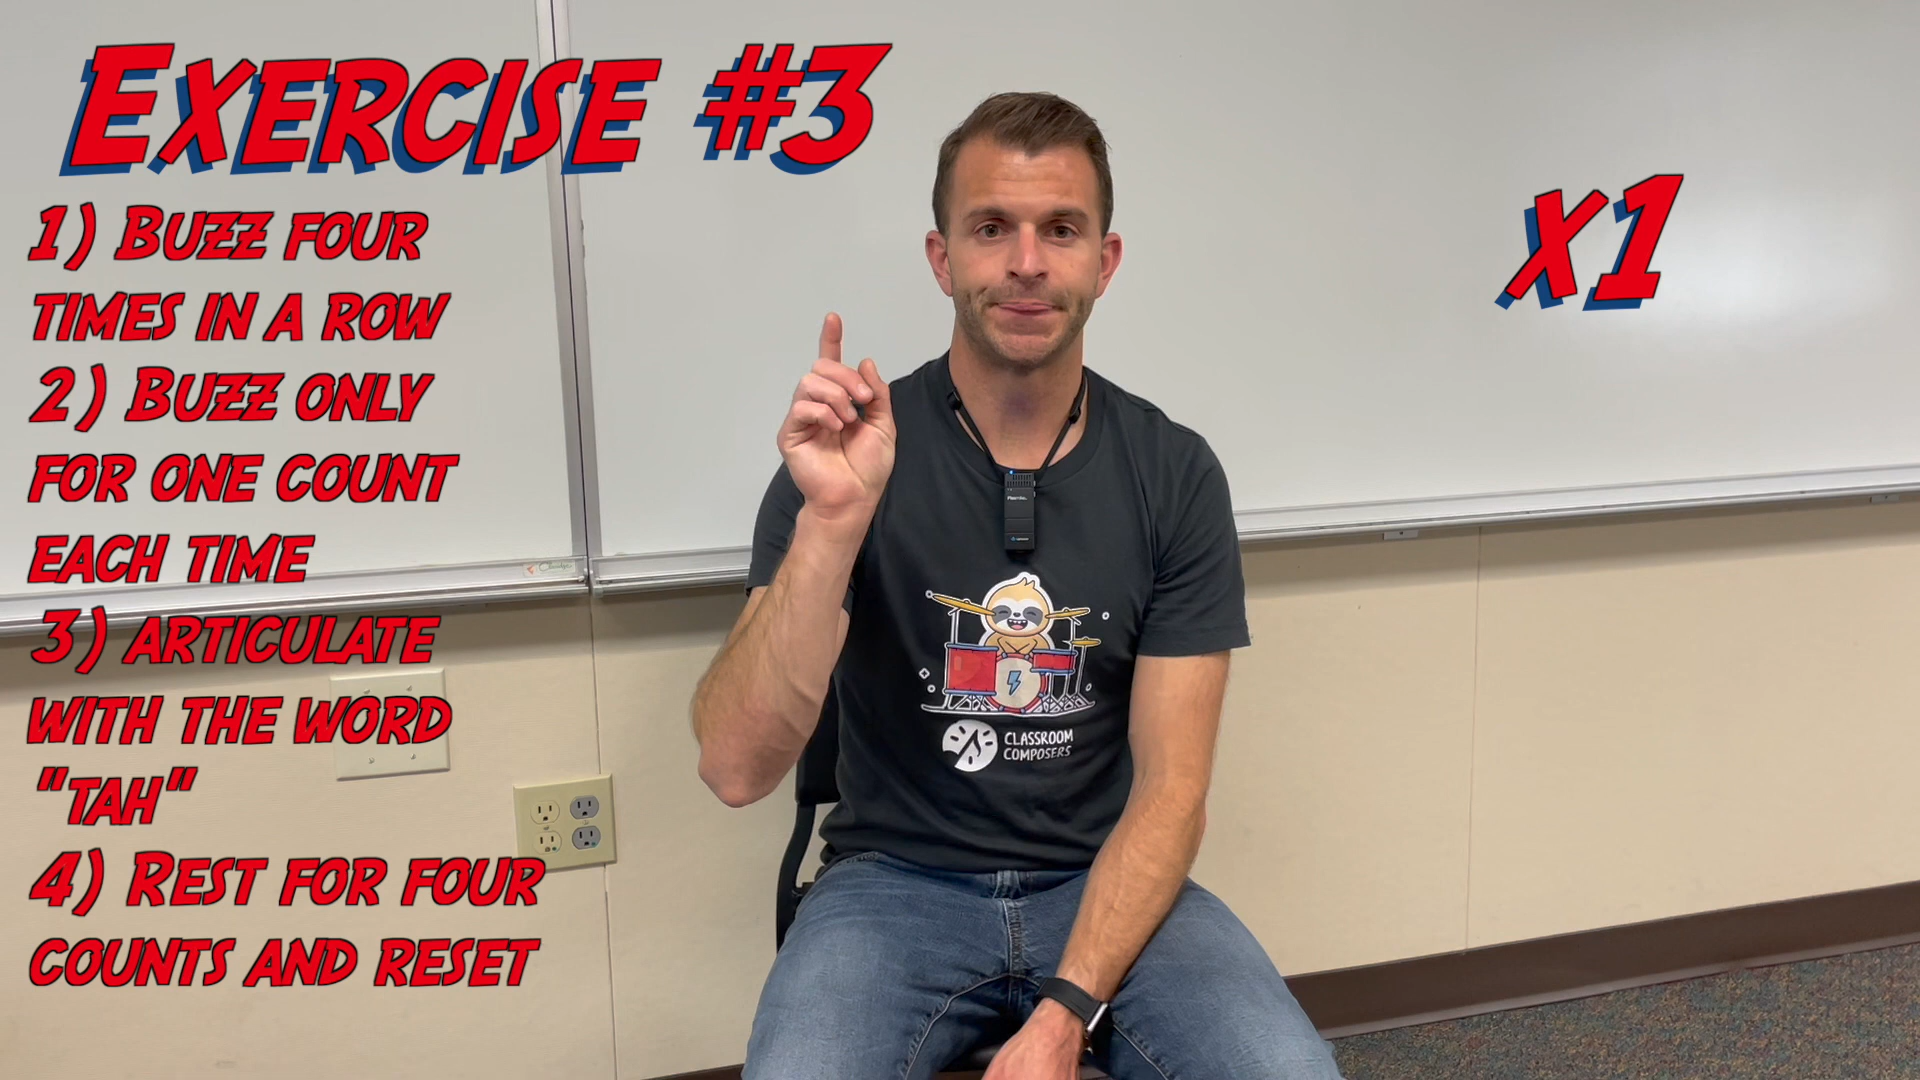 EXERCISE #3
x1
1) BUZZ FOUR
TIMES IN A ROW
2) BUZZ ONLY
FOR ONE COUNT
EACH TIME
3) ARTICULATE
WITH THE WORD
"TAH"
4) REST FOR FOUR
COUNTS AND RESET
CLASSROOM
COMPOSERS